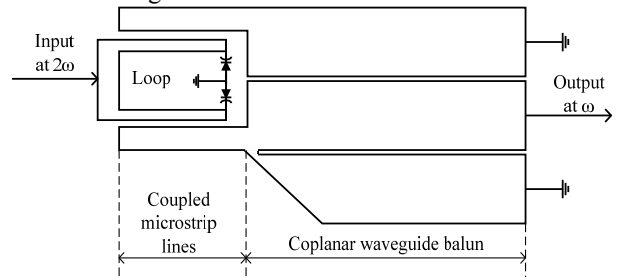 Input
at 2ω
Loop
Output
at ω
Coupled
microstrip
lines
Coplanar waveguide balun